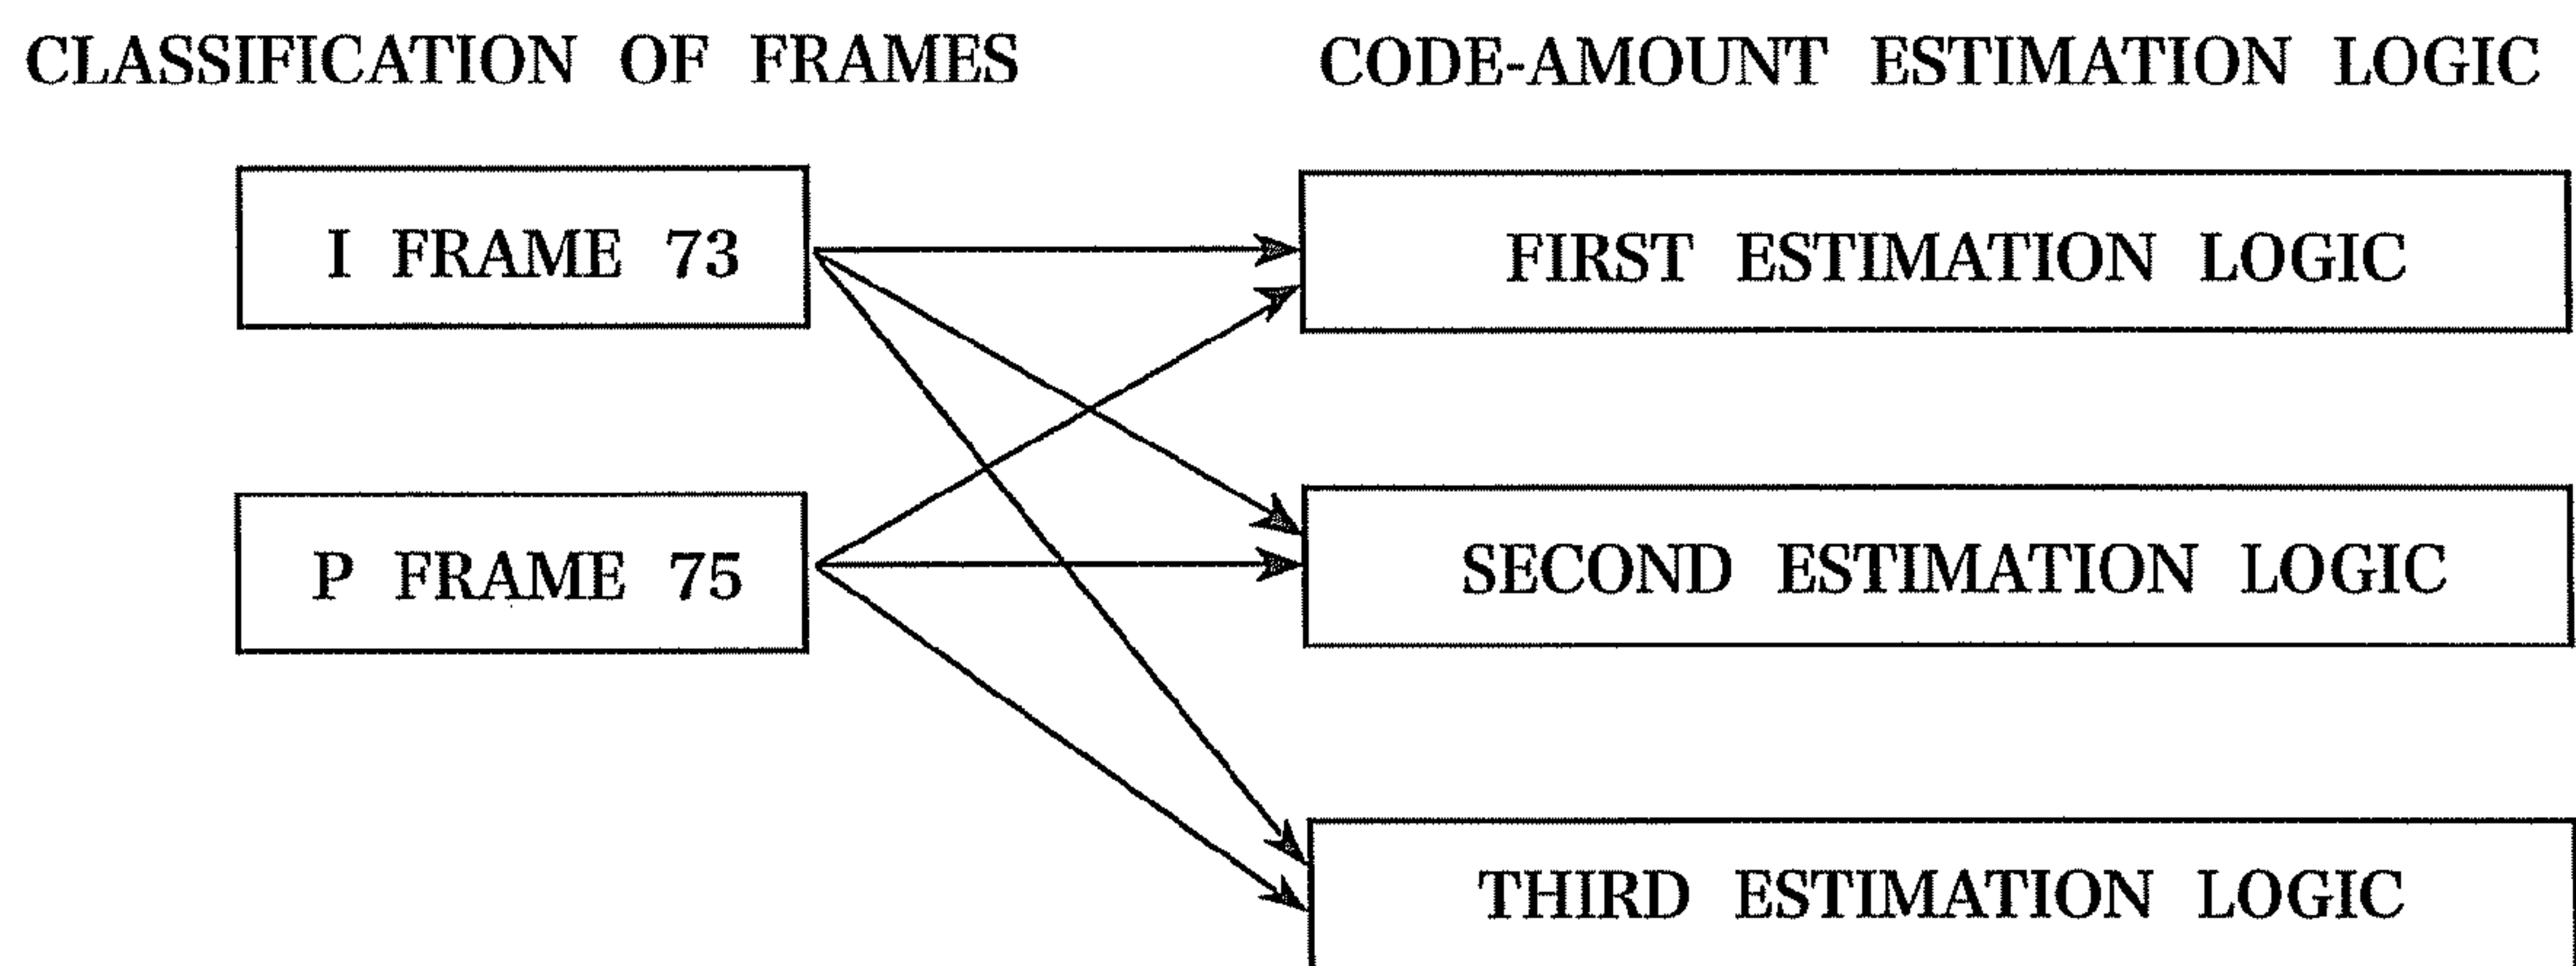 CLASSIFICATION OF FRAMES
CODE-AMOUNT ESTIMATION LOGIC
I FRAME 73
FIRST ESTIMATION LOGIC
P FRAME 75
SECOND ESTIMATION LOGIC
THIRD ESTIMATION LOGIC